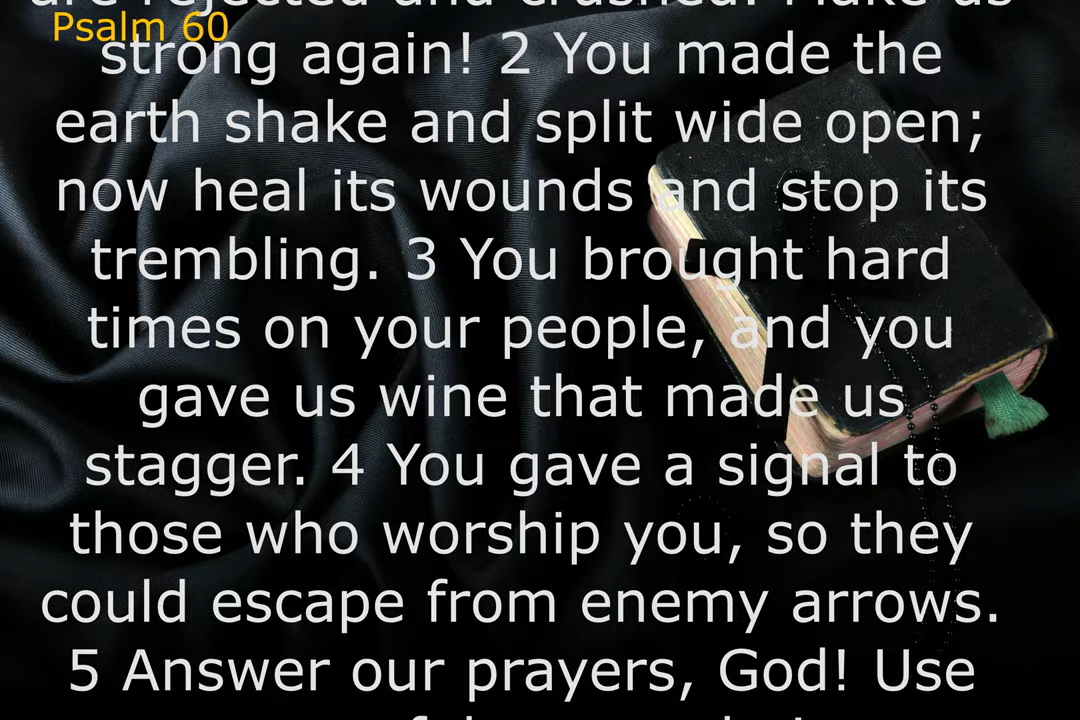 are rejected and crushed. Make us
Psalm 60
strong again! 2 You made the
earth shake and split wide open;
now heal its wounds and stop its
trembling. 3 You brought hard
times on your people, and you
gave us wine that made us
stagger. 4 You gave a signal to
those who worship you, so they
could escape from enemy arrows.
5 Answer our prayers, God! Use